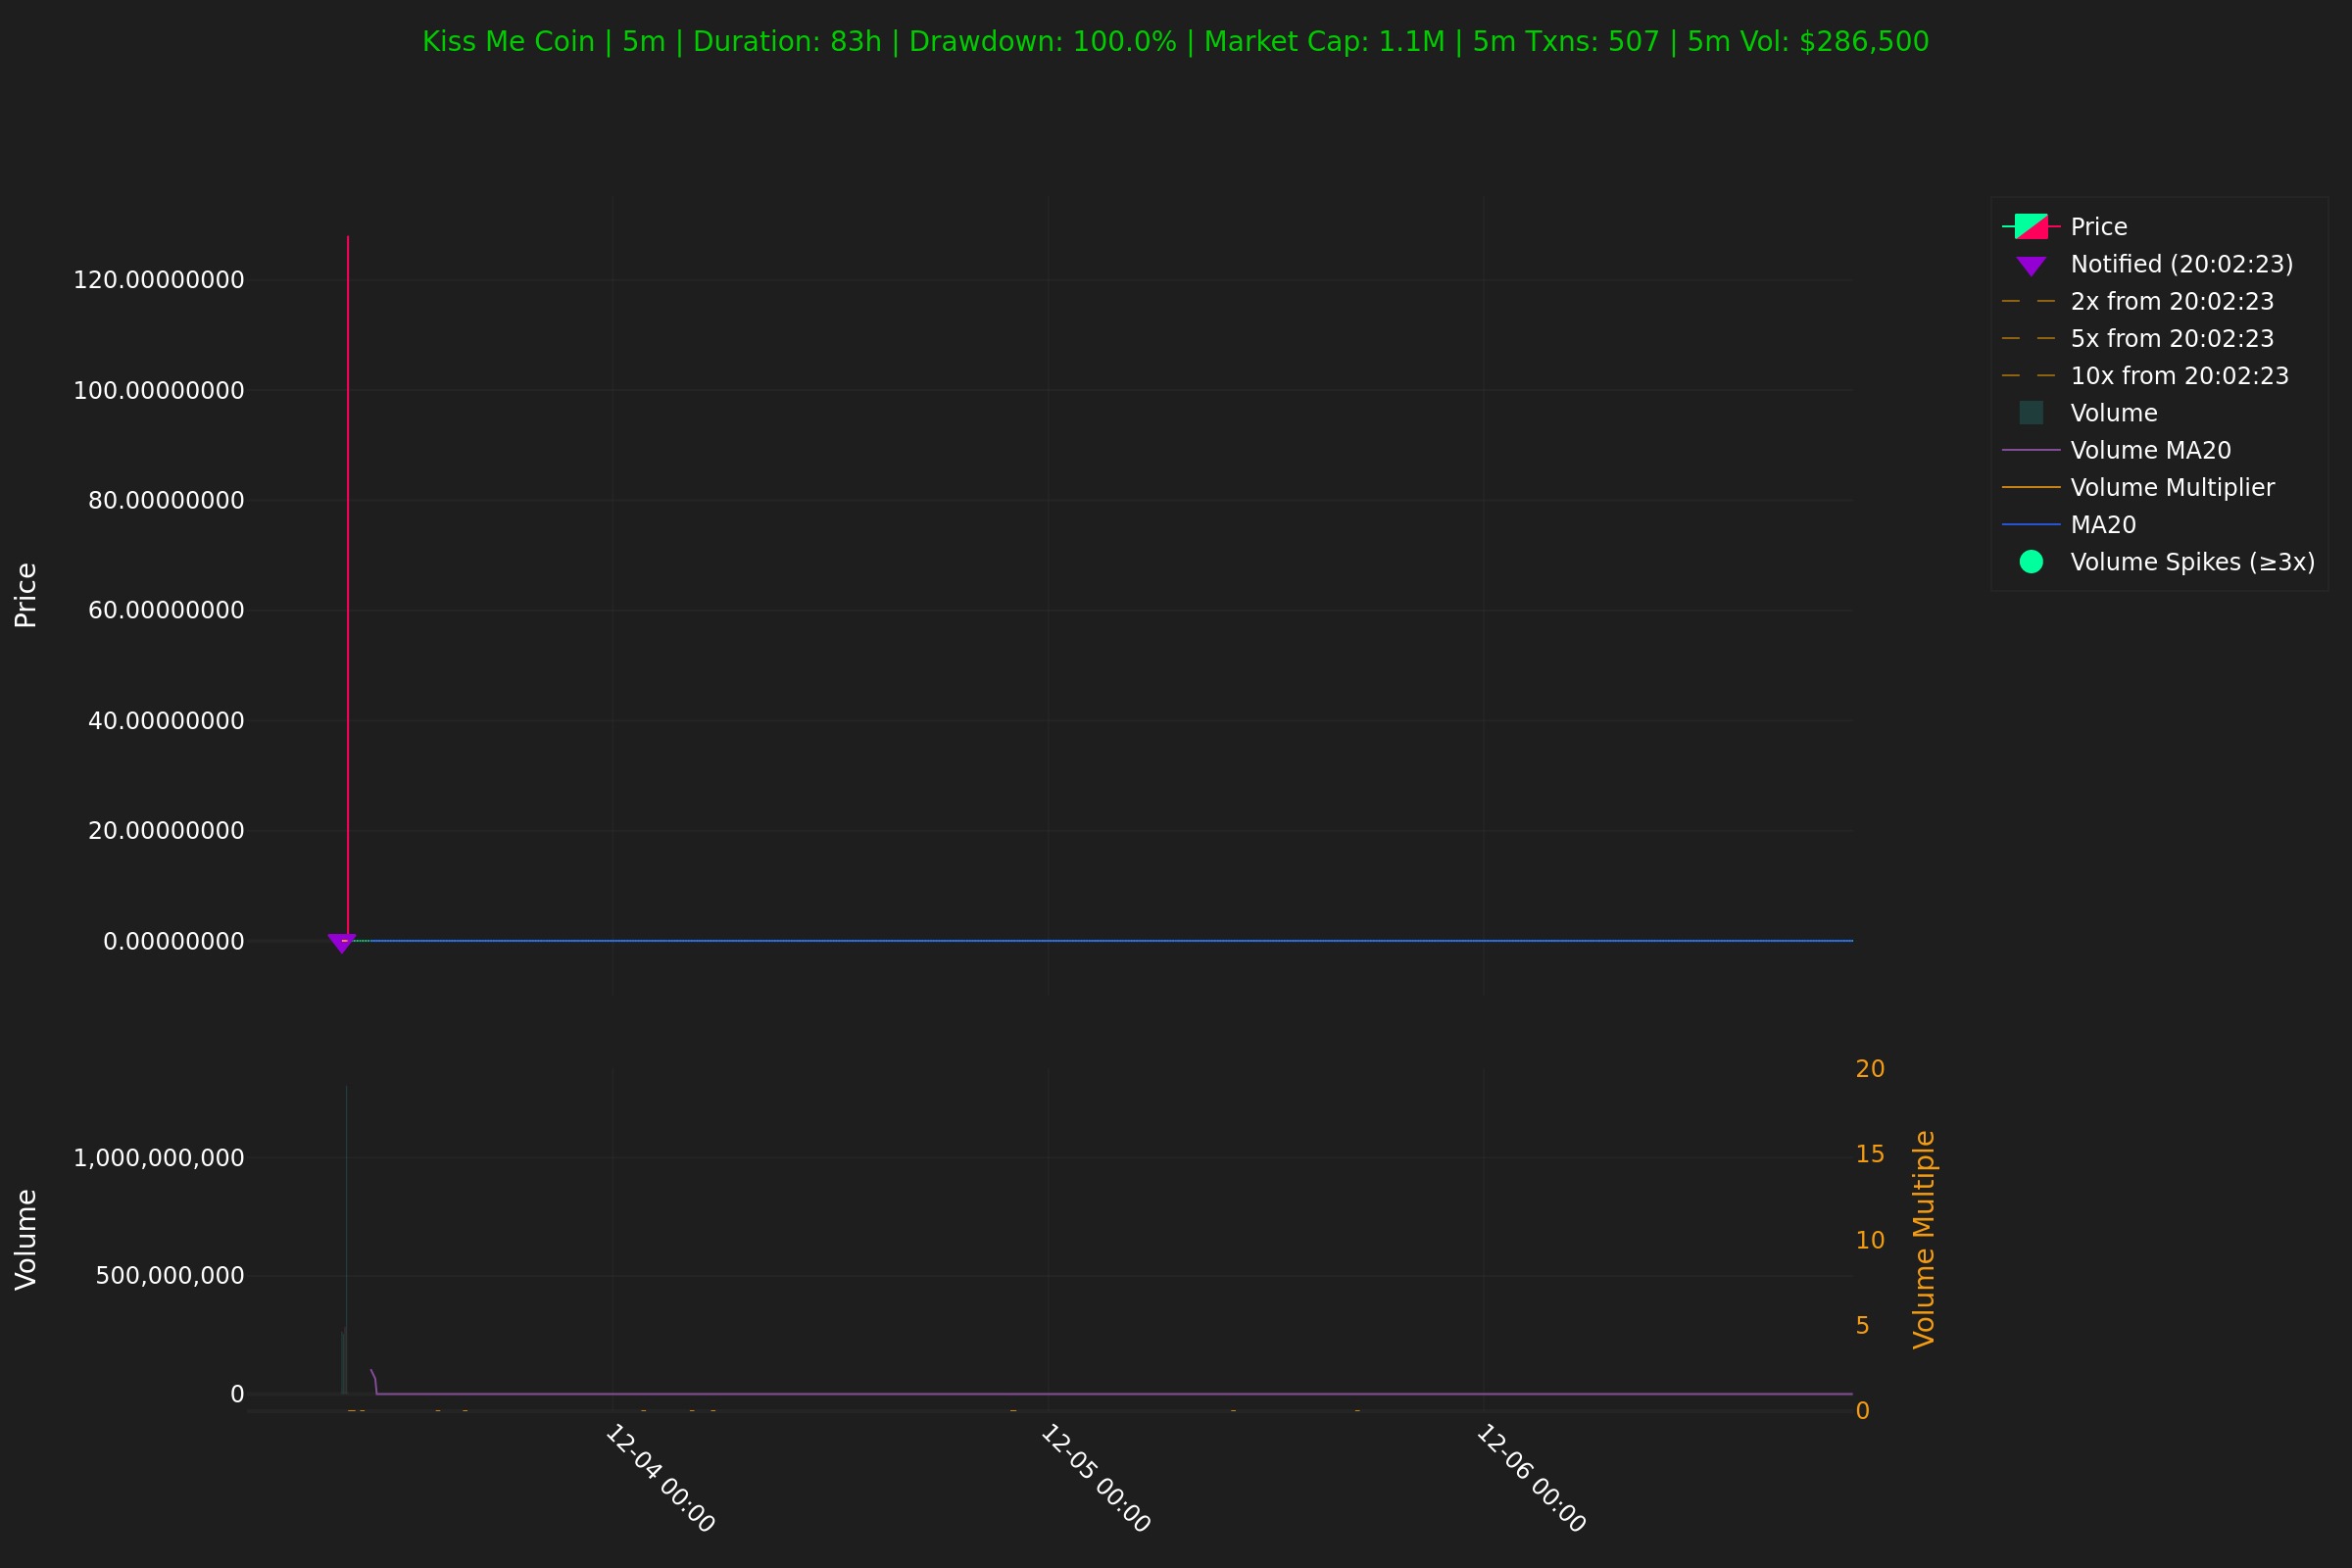 Kiss Me Coin | 5m | Duration: 83h | Drawdown: 100.0% | Market Cap: 1.1M | 5m Txns: 507 | 5m Vol: $286,500
Price
120.00000000
100.00000000
80.00000000
60.00000000
40.00000000
20.00000000
0.00000000
Price
Notified (20:02:23)
2x from 20:02:23
5x from 20:02:23
10x from 20:02:23
Volume
Volume MA20
Volume Multiplier
MA20
Volume Spikes (≥3x)
Volume
1,000,000,000
500,000,000
0
20
15
10
5
0
Volume Multiple
12-04 00:00
12-05 00:00
12-06 00:00